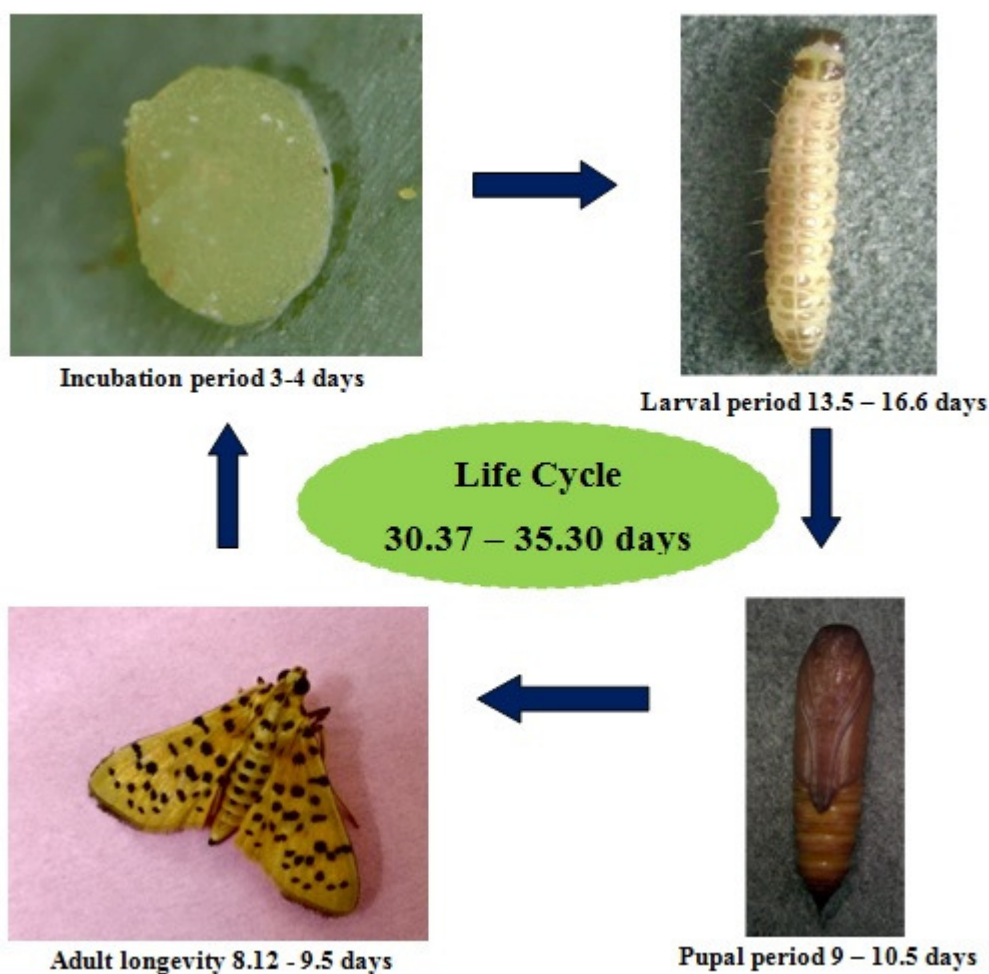 Incubation period 3-4 days
Larval period 13.5 – 16.6 days
Life Cycle
30.37 – 35.30 days
Adult longevity 8.12 - 9.5 days
Pupal period 9 – 10.5 days